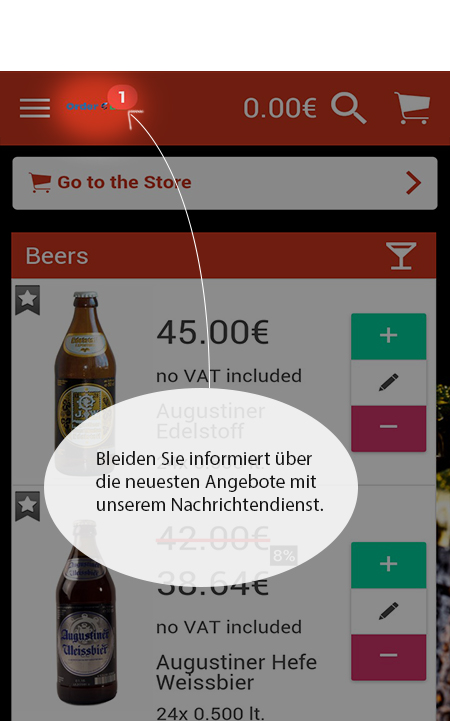 1
Order
0.00€
Go to the Store
Beers
45.00€
no VAT included
Augustiner
Edelstoff
Bleiden Sie informiert über
die neuesten Angebote mit
unserem Nachrichtendienst.
42.00€
8%
38.64€
no VAT included
Augustiner
Weissbier
Augustiner Hefe
Weissbier
24x 0.500 lt.